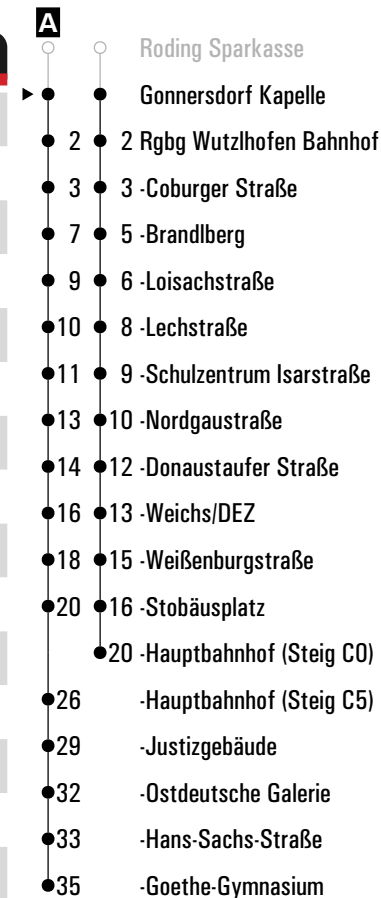 A
Roding Sparkasse
Gonnersdorf Kapelle
2 2 Rgbg Wutzlhofen Bahnhof
3 3 -Coburger Straße
7 5 -Brandlberg
9 6 -Loisachstraße
10 8 -Lechstraße
11 9 -Schulzentrum Isarstraße
13 10 -Nordgaustraße
14 12 -Donaustaufer Straße
16 13 -Weichs/DEZ
18 15 -Weißenburgstraße
20 16 -Stobäusplatz
20 -Hauptbahnhof (Steig C0)
26 -Hauptbahnhof (Steig C5)
29 -Justizgebäude
32 -Ostdeutsche Galerie
33 -Hans-Sachs-Straße
35 -Goethe-Gymnasium